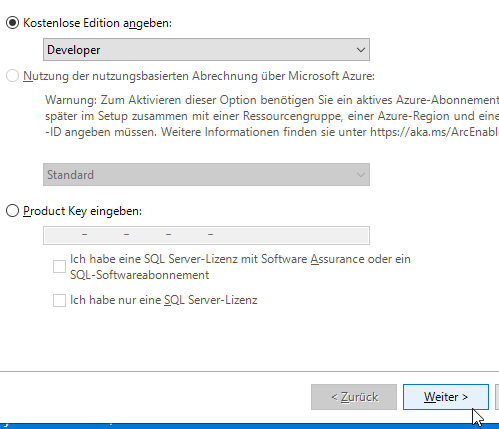 Kostenlose Edition angeben:
Developer
Nutzung der nutzungsbasierten Abrechnung über Microsoft Azure:
Warnung: Zum Aktivieren dieser Option benötigen Sie ein aktives Azure-Abonnement
später im Setup zusammen mit einer Ressourcengruppe, einer Azure-Region und eine
-ID angeben müssen. Weitere Informationen finden sie unter https://aka.ms/ArcEnabl
Standard
Product Key eingeben:
– – – –
Ich habe eine SQL Server-Lizenz mit Software Assurance oder ein
SQL-Softwareabonnement
Ich habe nur eine SQL Server-Lizenz
< Zurück
Weiter >